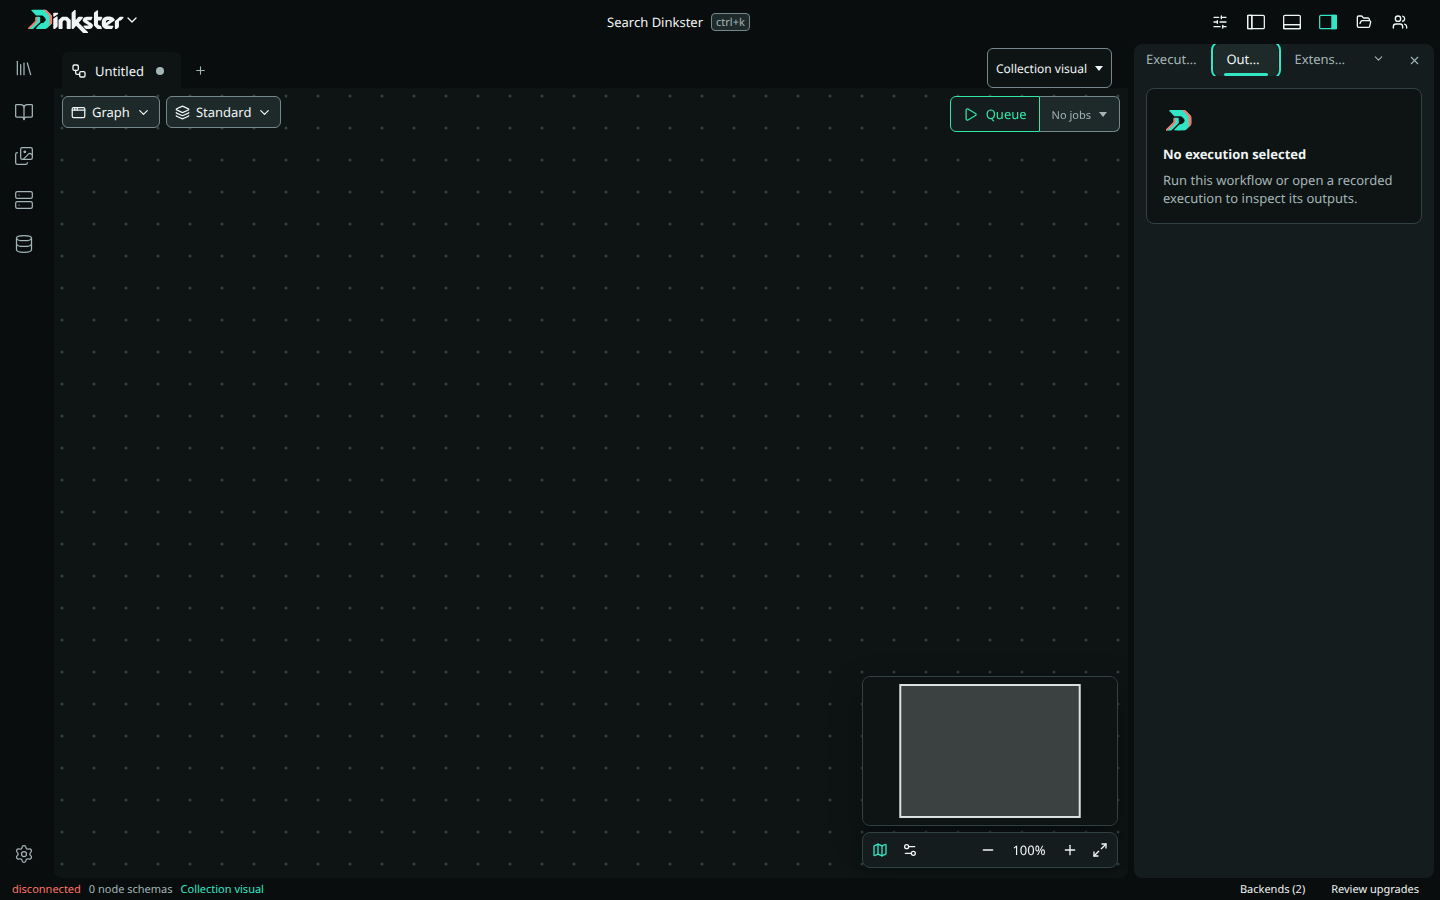 Dinkster
Search Dinkster ctrl+k
Untitled
Collection visual
Execut...
Out...
Extens...
Graph
Standard
Queue
No jobs
No execution selected
Run this workflow or open a recorded
execution to inspect its outputs.
100%
disconnected
0 node schemas
Collection visual
Backends (2)
Review upgrades